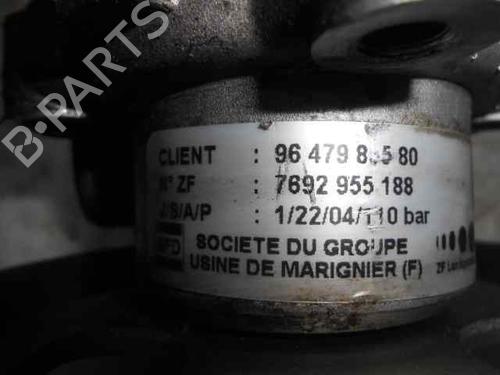 B-PARTS
CLIENT : 96 479 80
N° ZF : 7692 955 188
J/S/A/P : 1/22/04/110 bar
SOCIETE DU GROUPE
USINE DE MARIGNIER (F)